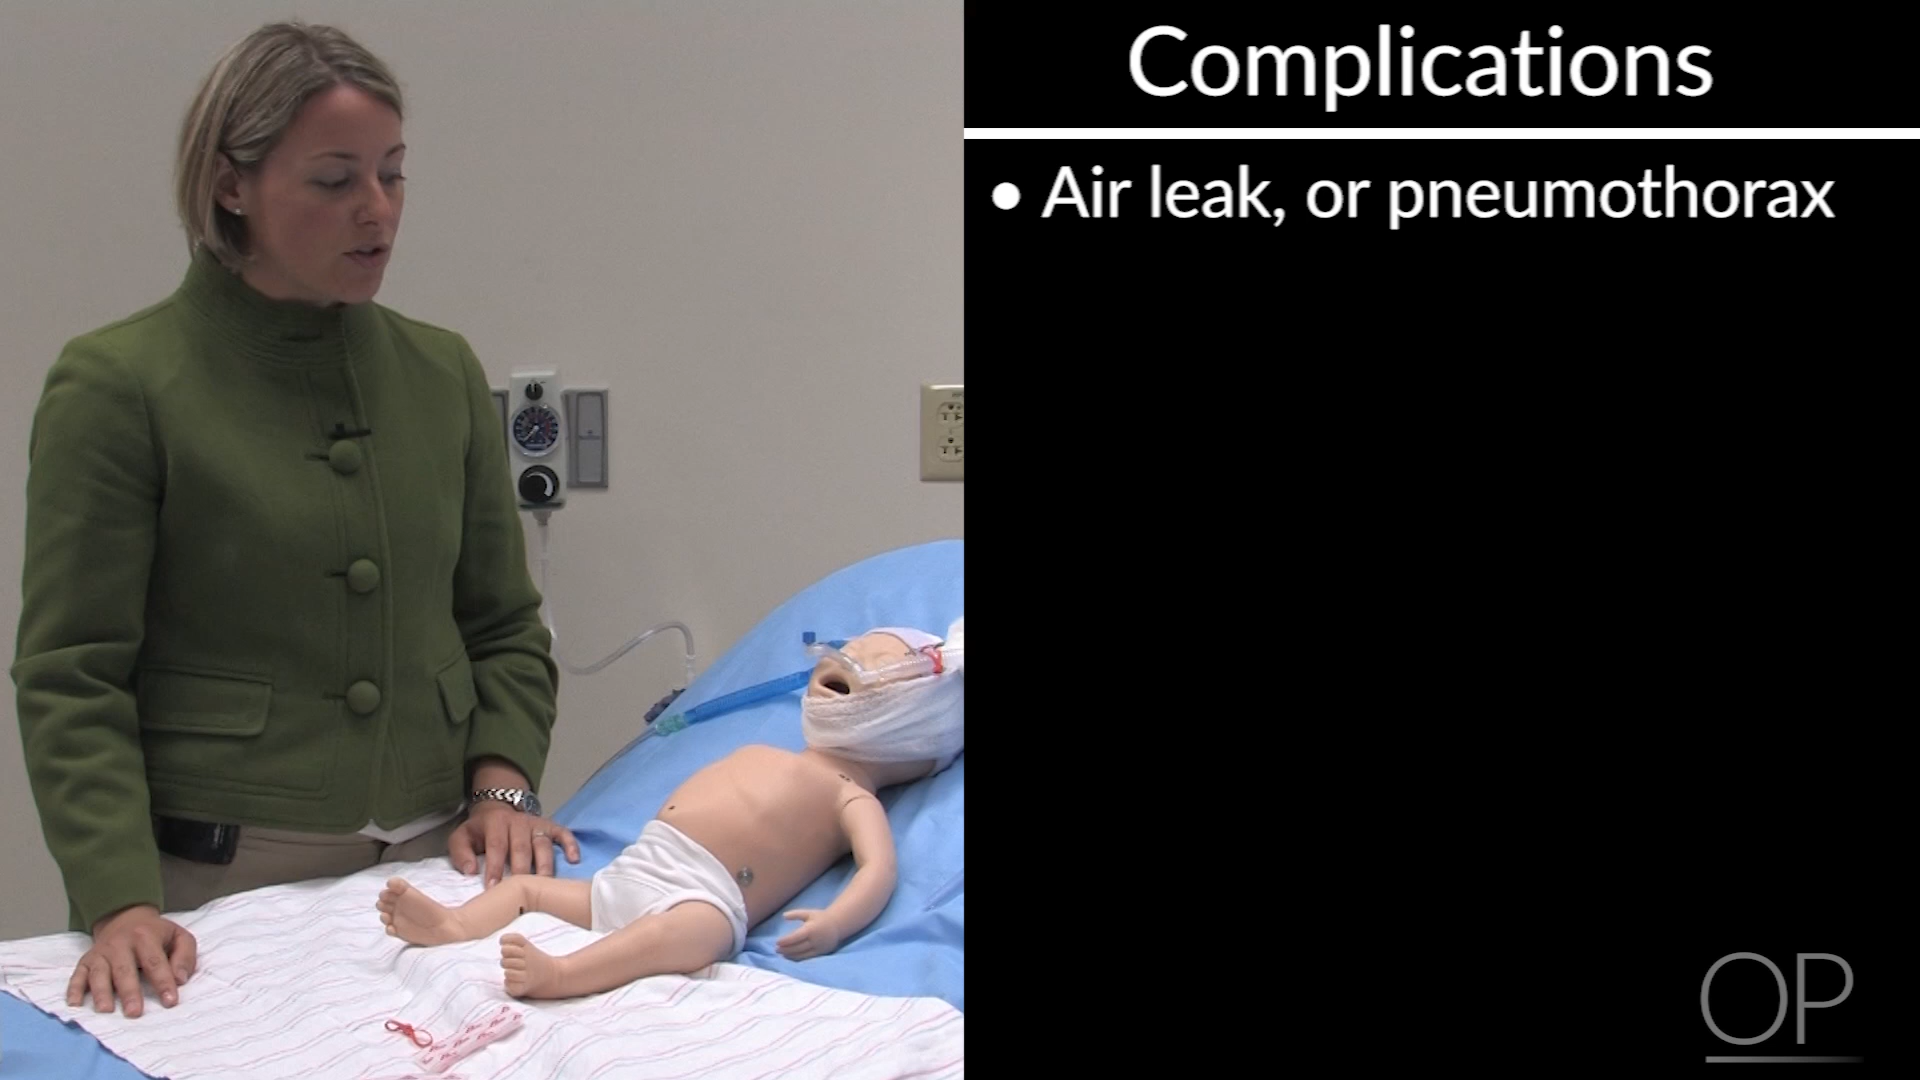 Complications
• Air leak, or pneumothorax
OP